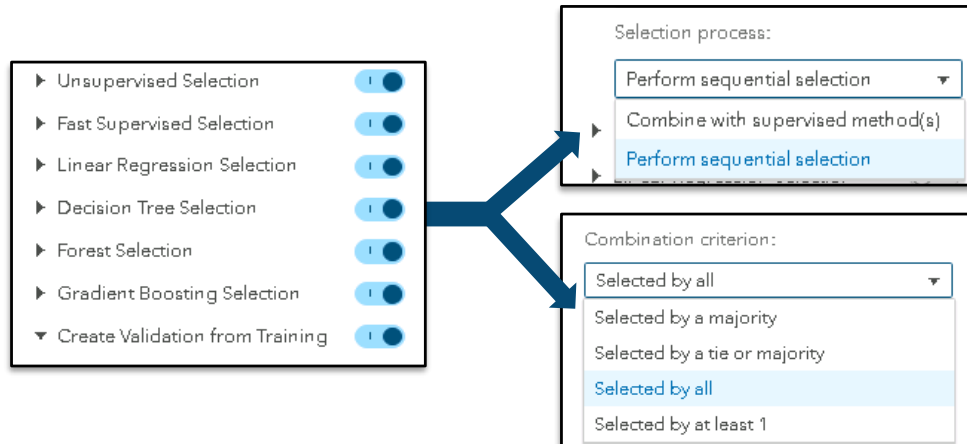 Unsupervised Selection
Fast Supervised Selection
Linear Regression Selection
Decision Tree Selection
Forest Selection
Gradient Boosting Selection
Create Validation from Training
Selection process:
Perform sequential selection
Combine with supervised method(s)
Perform sequential selection
Combination criterion:
Selected by all
Selected by a majority
Selected by a tie or majority
Selected by all
Selected by at least 1